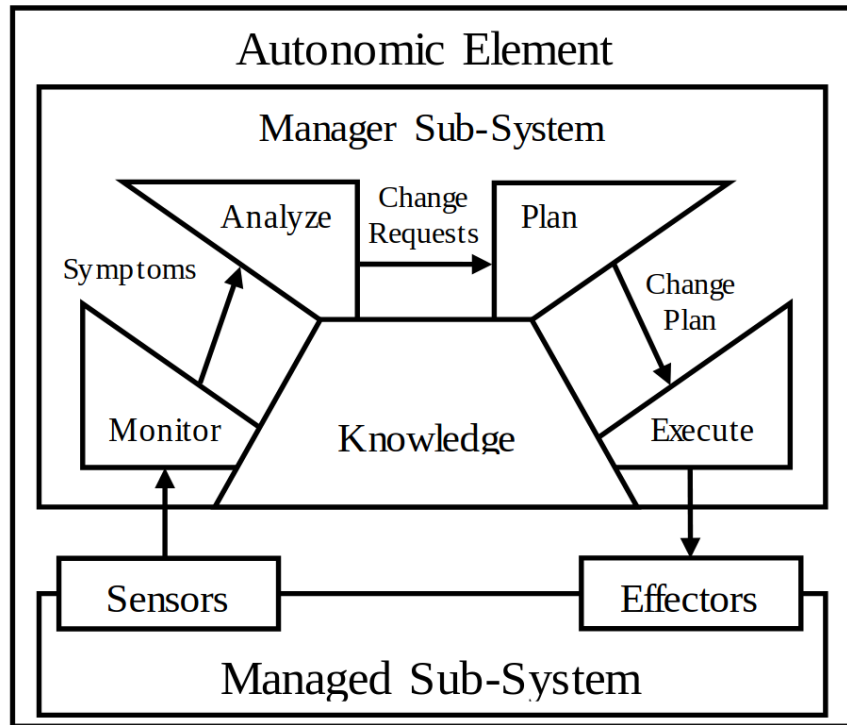 Autonomic Element
Manager Sub-System
Analyze
Change
Requests
Plan
Symptoms
Change
Plan
Monitor
Knowledge
Execute
Sensors
Effectors
Managed Sub-System